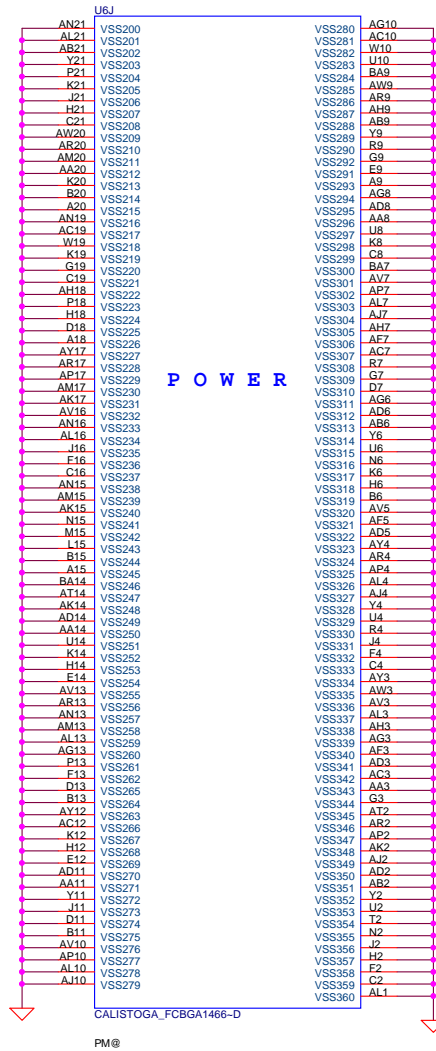 U6J
AN21 VSS200
AL21 VSS201
AB21 VSS202
Y21 VSS203
P21 VSS204
K21 VSS205
J21 VSS206
H21 VSS207
C21 VSS208
AW20 VSS209
AR20 VSS210
AM20 VSS211
AA20 VSS212
K20 VSS213
B20 VSS214
A20 VSS215
AN19 VSS216
AC19 VSS217
W19 VSS218
K19 VSS219
G19 VSS220
C19 VSS221
AH18 VSS222
P18 VSS223
H18 VSS224
D18 VSS225
A18 VSS226
AY17 VSS227
AR17 VSS228
AP17 VSS229
AM17 VSS230
AK17 VSS231
AV16 VSS232
AN16 VSS233
AL16 VSS234
J16 VSS235
F16 VSS236
C16 VSS237
AN15 VSS238
AM15 VSS239
AK15 VSS240
N15 VSS241
M15 VSS242
L15 VSS243
B15 VSS244
A15 VSS245
BA14 VSS246
AT14 VSS247
AK14 VSS248
AD14 VSS249
AA14 VSS250
U14 VSS251
K14 VSS252
H14 VSS253
E14 VSS254
AV13 VSS255
AR13 VSS256
AN13 VSS257
AM13 VSS258
AL13 VSS259
AG13 VSS260
P13 VSS261
F13 VSS262
D13 VSS265
B13 VSS264
AY12 VSS263
AC12 VSS266
K12 VSS267
H12 VSS268
E12 VSS269
AD11 VSS270
AA11 VSS271
Y11 VSS272
J11 VSS273
D11 VSS274
B11 VSS275
AV10 VSS276
AP10 VSS277
AL10 VSS278
AJ10 VSS279
P O W E R
VSS280 AG10
VSS281 AC10
VSS282 W10
VSS283 U10
VSS284 BA9
VSS285 AW9
VSS286 AR9
VSS287 AH9
VSS288 AB9
VSS289 Y9
VSS290 R9
VSS292 G9
VSS291 E9
VSS293 A9
VSS294 AG8
VSS295 AD8
VSS296 AA8
VSS297 U8
VSS298 K8
VSS299 C8
VSS300 BA7
VSS301 AV7
VSS302 AP7
VSS303 AL7
VSS304 AJ7
VSS305 AH7
VSS306 AF7
VSS307 AC7
VSS308 R7
VSS309 G7
VSS310 D7
VSS311 AG6
VSS312 AD6
VSS313 AB6
VSS314 Y6
VSS315 U6
VSS316 N6
VSS317 K6
VSS318 H6
VSS319 B6
VSS320 AV5
VSS321 AF5
VSS322 AD5
VSS323 AY4
VSS324 AR4
VSS325 AP4
VSS326 AL4
VSS327 AJ4
VSS328 Y4
VSS329 U4
VSS330 R4
VSS331 J4
VSS332 F4
VSS333 C4
VSS334 AY3
VSS335 AW3
VSS336 AV3
VSS337 AL3
VSS338 AH3
VSS339 AG3
VSS340 AF3
VSS341 AD3
VSS342 AC3
VSS343 AA3
VSS344 G3
VSS345 AT2
VSS346 AR2
VSS347 AP2
VSS348 AK2
VSS349 AJ2
VSS350 AD2
VSS351 AB2
VSS352 Y2
VSS353 U2
VSS354 T2
VSS355 N2
VSS356 J2
VSS357 H2
VSS358 F2
VSS359 C2
VSS360 AL1
CALISTOGA_FCBGA1466~D
PM@